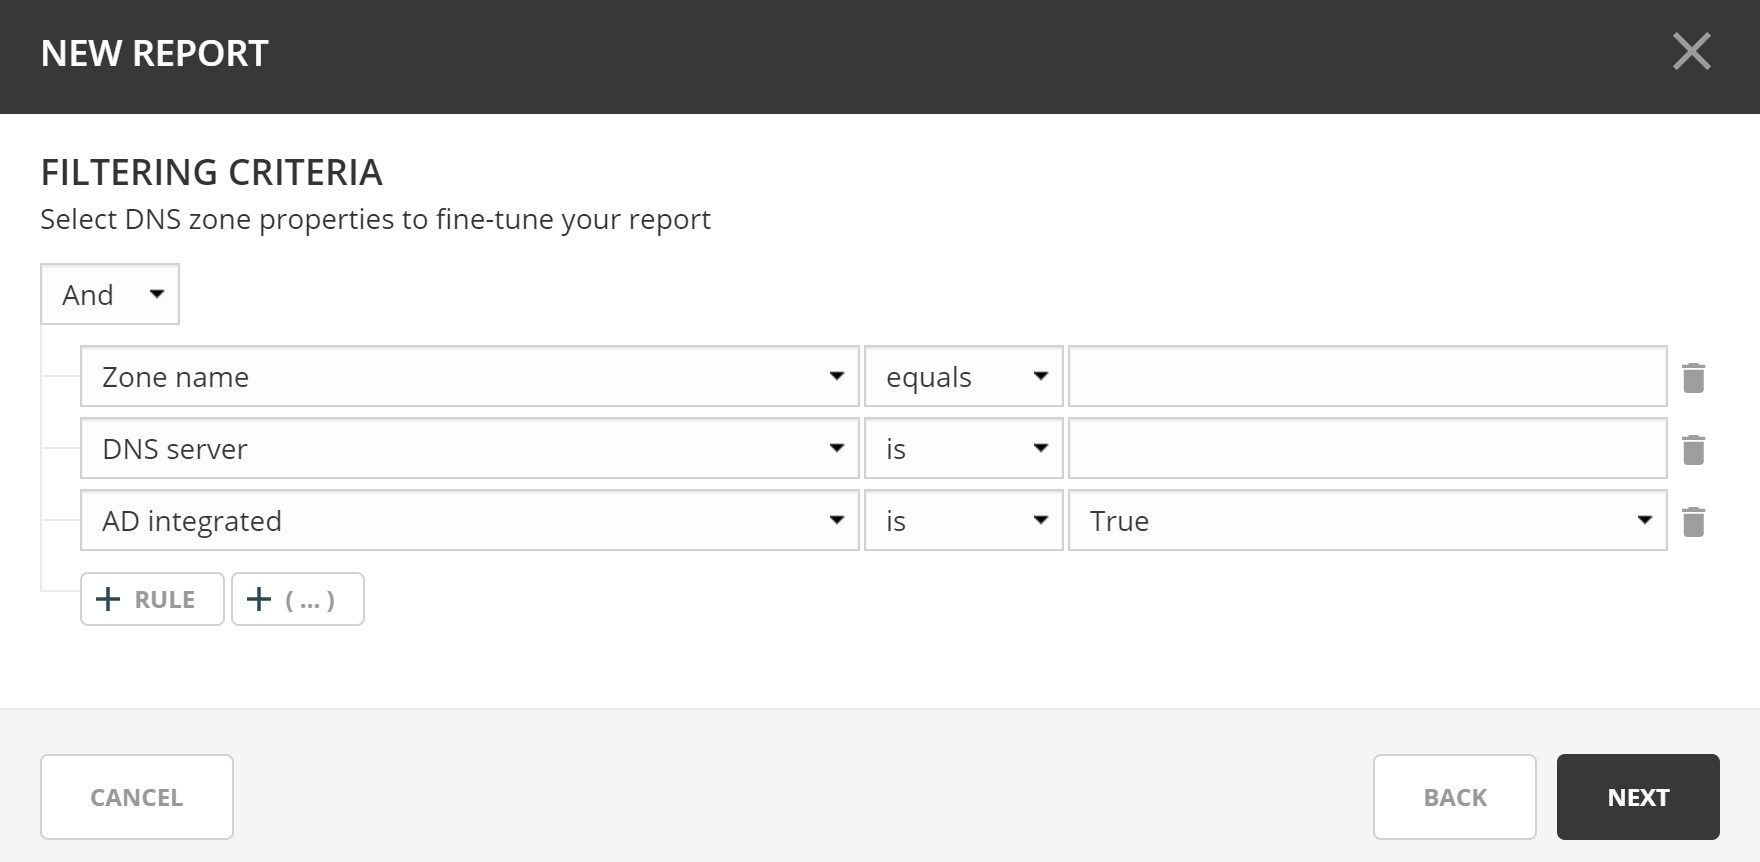 NEW REPORT
FILTERING CRITERIA
Select DNS zone properties to fine-tune your report
And
Zone name equals
DNS server is
AD integrated is True
RULE ( ... )
CANCEL BACK NEXT